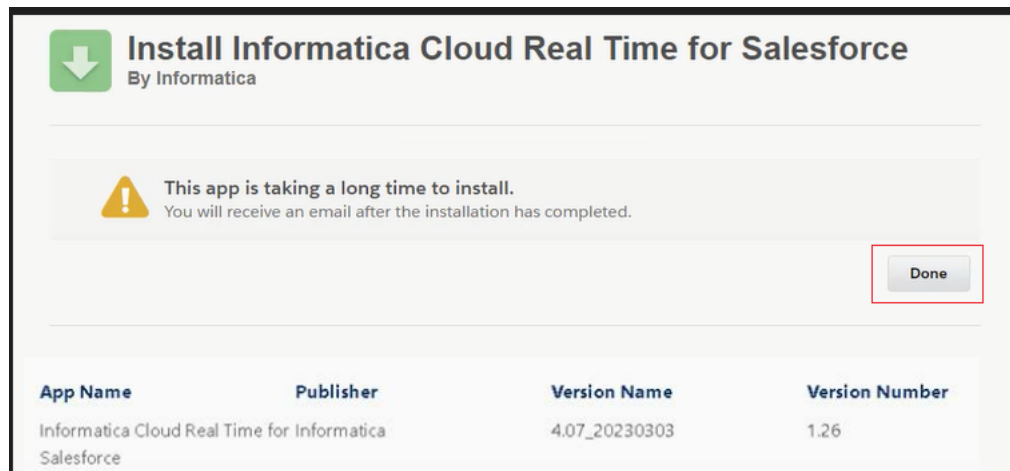 Install Informatica Cloud Real Time for Salesforce
By Informatica
This app is taking a long time to install.
You will receive an email after the installation has completed.
Done
App Name Publisher Version Name Version Number
Informatica Cloud Real Time for Informatica 4.07_20230303 1.26
Salesforce